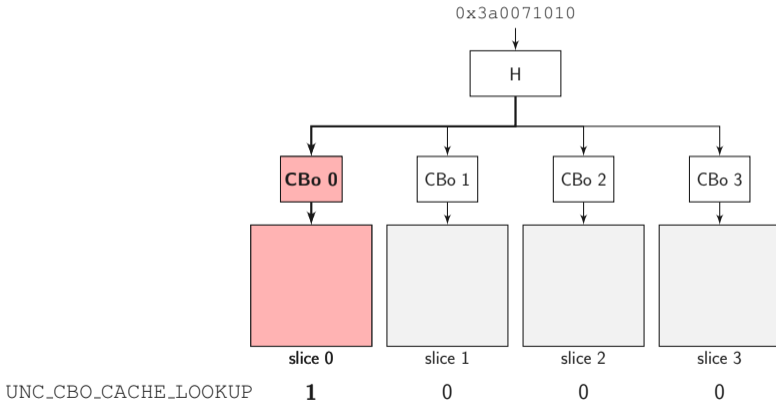 0x3a0071010
H
CBo 0 CBo 1 CBo 2 CBo 3
slice 0 slice 1 slice 2 slice 3
UNC_CBO_CACHE_LOOKUP 1 0 0 0